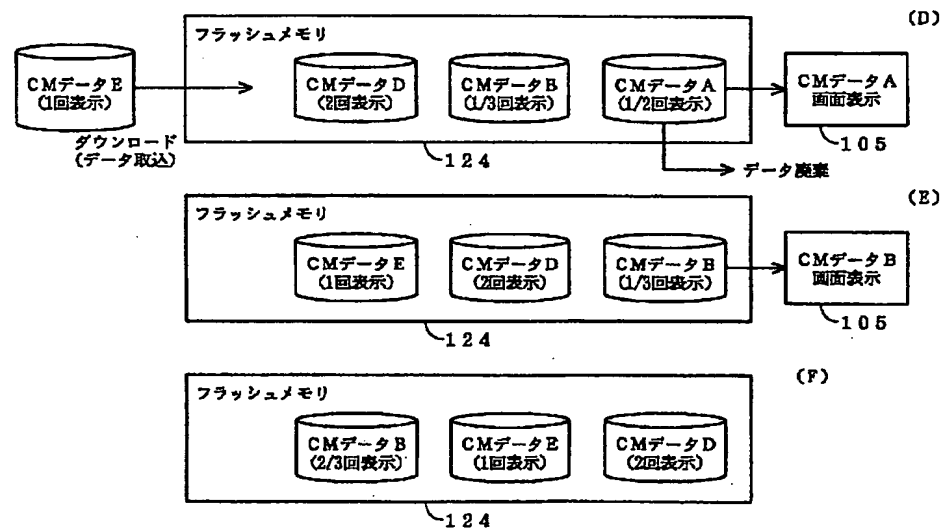 (D)
フラッシュメモリ
CMデータE
(1回表示)
ダウンロード
(データ取込)
CMデータD
(2回表示)
CMデータB
(1/3回表示)
CMデータA
(1/2回表示)
CMデータA
画面表示
124
105
データ廃棄
(E)
フラッシュメモリ
CMデータE
(1回表示)
CMデータD
(2回表示)
CMデータB
(1/3回表示)
CMデータB
画面表示
124
105
(F)
フラッシュメモリ
CMデータB
(2/3回表示)
CMデータE
(1回表示)
CMデータD
(2回表示)
124